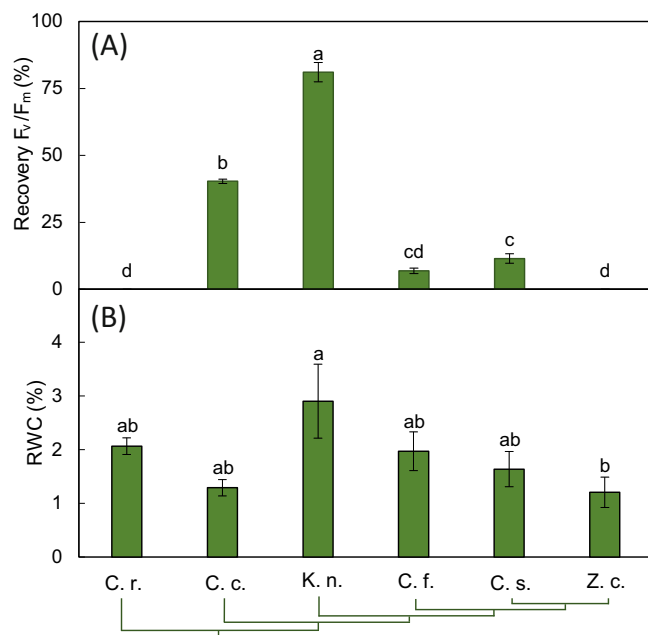 (A)
Recovery Fv/Fm (%)
100
75
50
25
0
d
b
a
cd
c
d
(B)
RWC (%)
4
3
2
1
0
ab
ab
a
ab
ab
b
C. r.
C. c.
K. n.
C. f.
C. s.
Z. c.